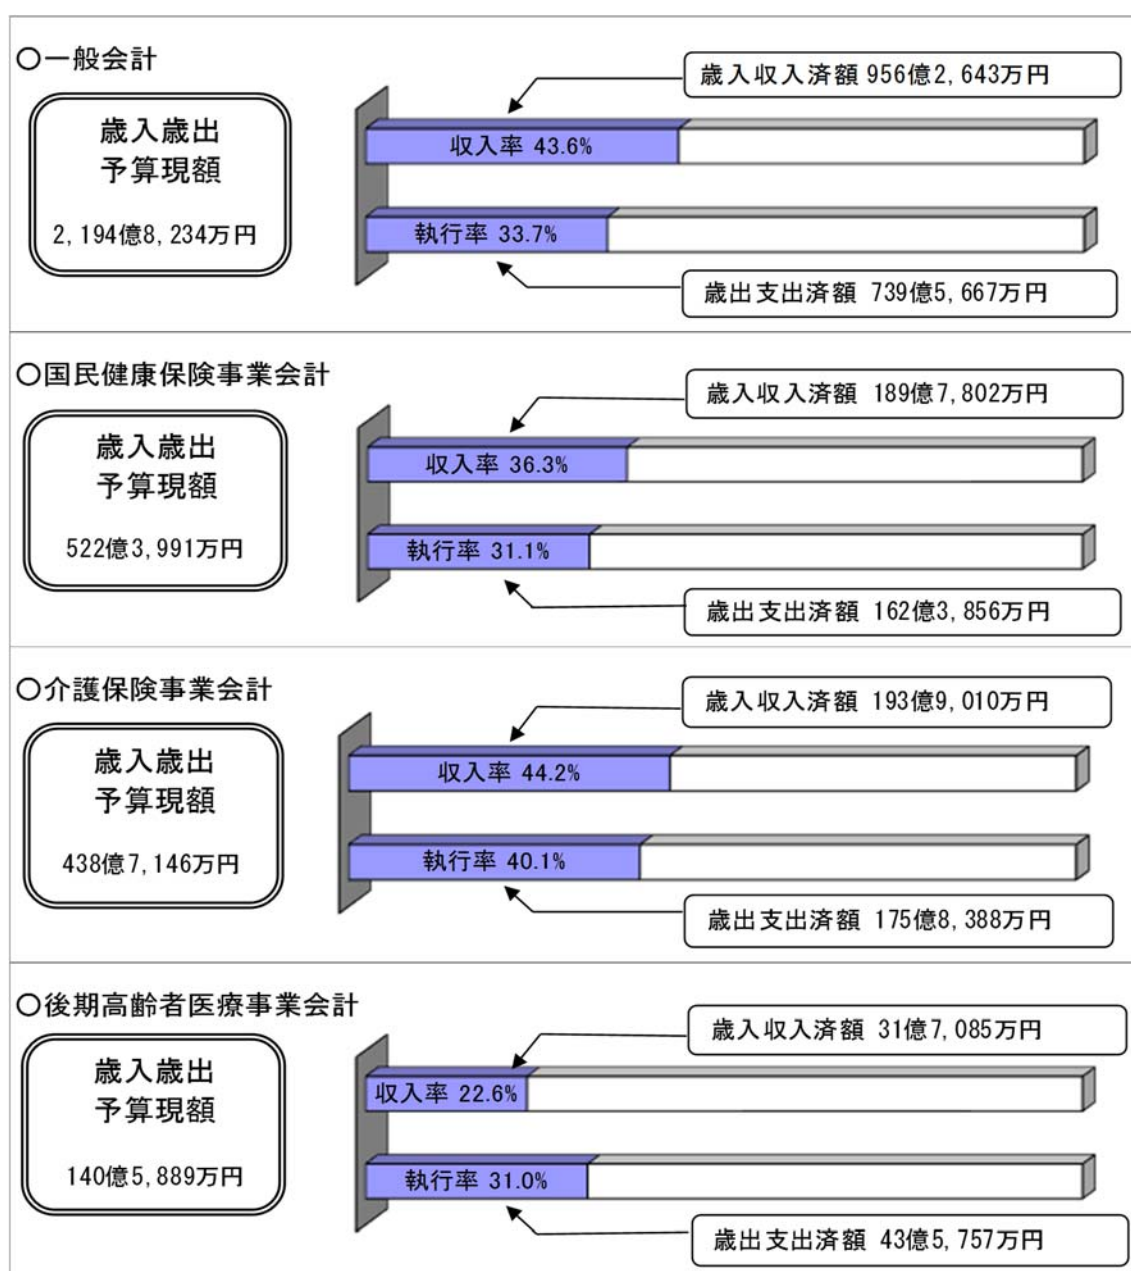 〇一般会計
歳入歳出
予算現額
2,194億8,234万円
歳入収入済額 956億2,643万円
収入率 43.6%
執行率 33.7%
歳出支出済額 739億5,667万円
〇国民健康保険事業会計
歳入歳出
予算現額
522億3,991万円
歳入収入済額 189億7,802万円
収入率 36.3%
執行率 31.1%
歳出支出済額 162億3,856万円
〇介護保険事業会計
歳入歳出
予算現額
438億7,146万円
歳入収入済額 193億9,010万円
収入率 44.2%
執行率 40.1%
歳出支出済額 175億8,388万円
〇後期高齢者医療事業会計
歳入歳出
予算現額
140億5,889万円
歳入収入済額 31億7,085万円
収入率 22.6%
執行率 31.0%
歳出支出済額 43億5,757万円